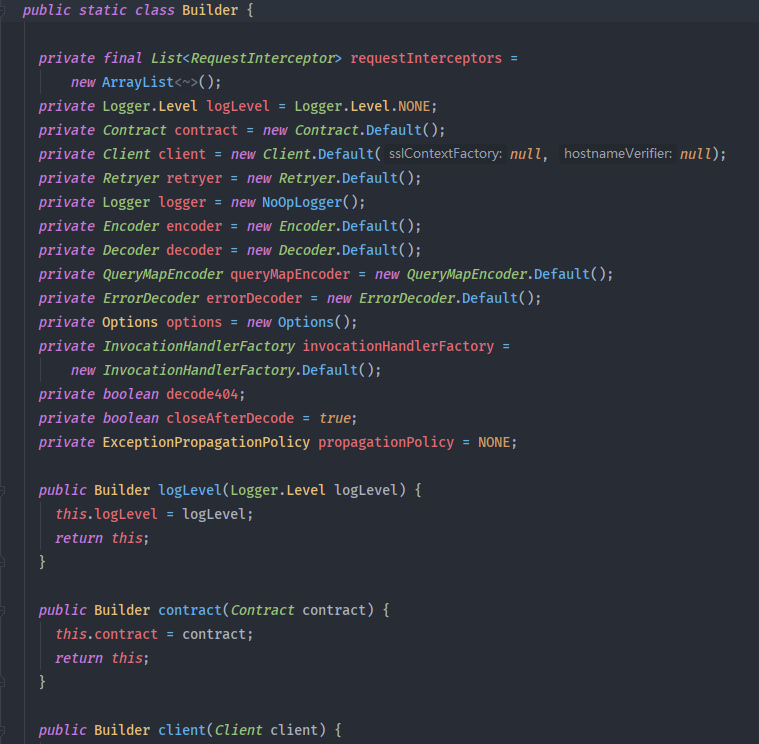 public static class Builder {
private final List<RequestInterceptor> requestInterceptors =
new ArrayList<~>();
private Logger.Level logLevel = Logger.Level.NONE;
private Contract contract = new Contract.Default();
private Client client = new Client.Default( sslContextFactory: null, hostnameVerifier: null);
private Retryer retryer = new Retryer.Default();
private Logger logger = new NoOpLogger();
private Encoder encoder = new Encoder.Default();
private Decoder decoder = new Decoder.Default();
private QueryMapEncoder queryMapEncoder = new QueryMapEncoder.Default();
private ErrorDecoder errorDecoder = new ErrorDecoder.Default();
private Options options = new Options();
private InvocationHandlerFactory invocationHandlerFactory =
new InvocationHandlerFactory.Default();
private boolean decode404;
private boolean closeAfterDecode = true;
private ExceptionPropagationPolicy propagationPolicy = NONE;
public Builder logLevel(Logger.Level logLevel) {
this.logLevel = logLevel;
return this;
}
public Builder contract(Contract contract) {
this.contract = contract;
return this;
}
public Builder client(Client client) {